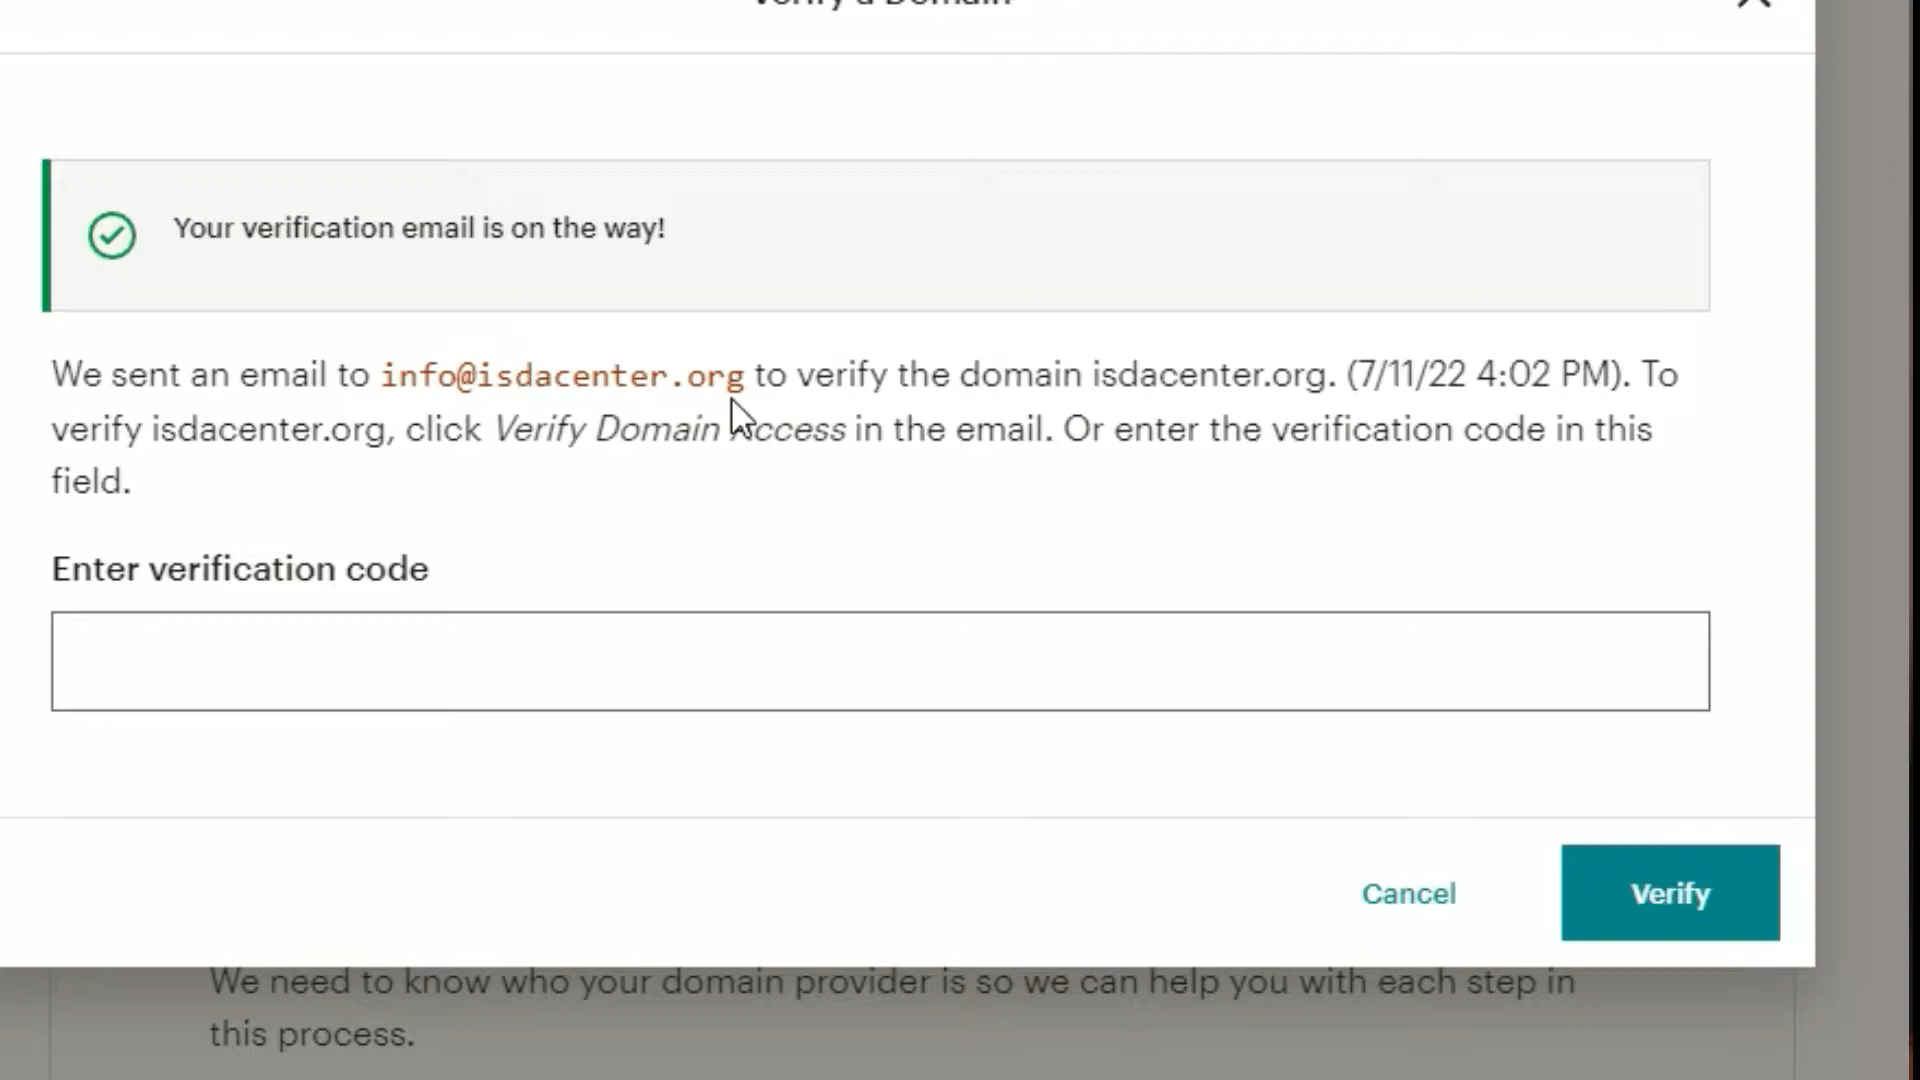 Verify a Domain
Your verification email is on the way!
We sent an email to info@isdacenter.org to verify the domain isdacenter.org. (7/11/22 4:02 PM). To
verify isdacenter.org, click Verify Domain Access in the email. Or enter the verification code in this
field.
Enter verification code
Cancel
Verify
We need to know who your domain provider is so we can help you with each step in
this process.